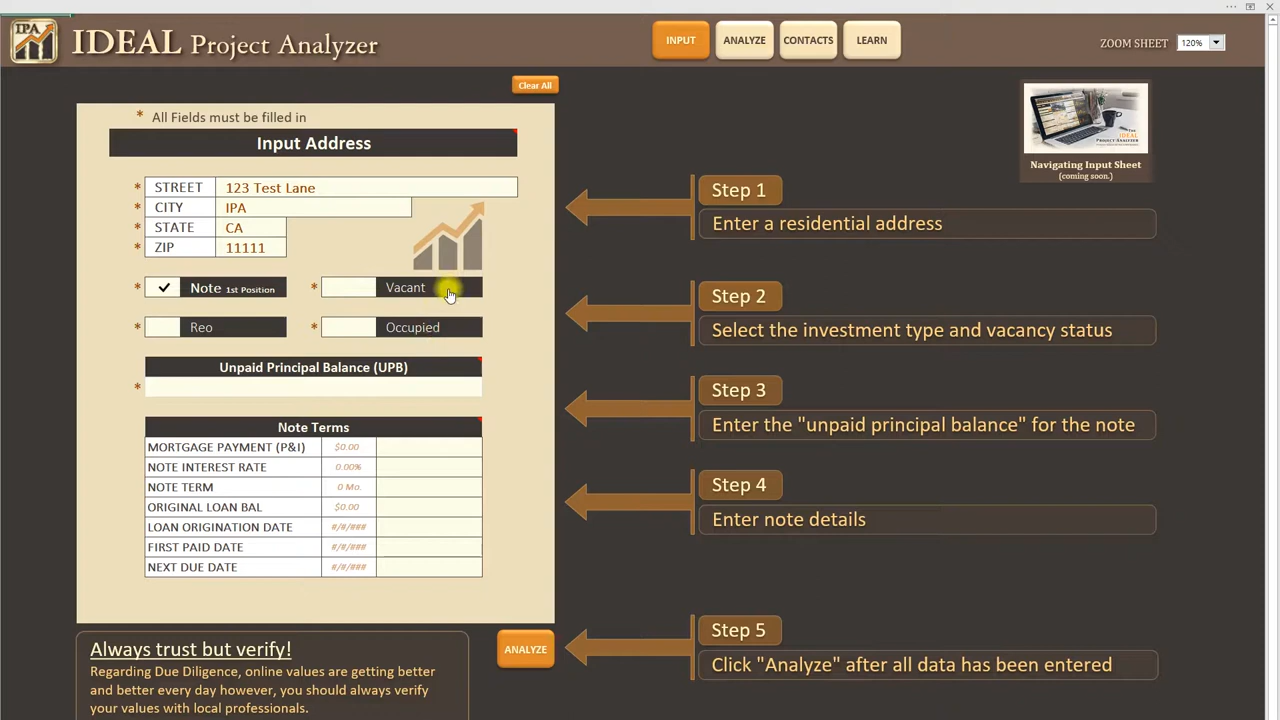 IPA
IDEAL Project Analyzer
INPUT
ANALYZE
CONTACTS
LEARN
ZOOM SHEET
120%
Clear All
* All Fields must be filled in
Input Address
* STREET 123 Test Lane
* CITY IPA
* STATE CA
* ZIP 11111
* ✓ Note 1st Position
* Vacant
* Reo
* Occupied
Unpaid Principal Balance (UPB)
*
Note Terms
MORTGAGE PAYMENT (P&I) $0.00
NOTE INTEREST RATE 0.00%
NOTE TERM 0 Mo.
ORIGINAL LOAN BAL $0.00
LOAN ORIGINATION DATE #/#/###
FIRST PAID DATE #/#/###
NEXT DUE DATE #/#/###
Always trust but verify!
Regarding Due Diligence, online values are getting better
and better every day however, you should always verify
your values with local professionals.
ANALYZE
Navigating Input Sheet
(coming soon.)
Step 1
Enter a residential address
Step 2
Select the investment type and vacancy status
Step 3
Enter the "unpaid principal balance" for the note
Step 4
Enter note details
Step 5
Click "Analyze" after all data has been entered